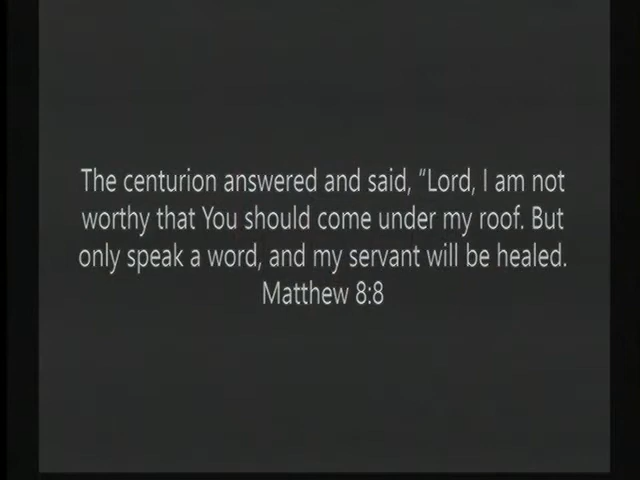 The centurion answered and said, “Lord, I am not
worthy that You should come under my roof. But
only speak a word, and my servant will be healed.
Matthew 8:8